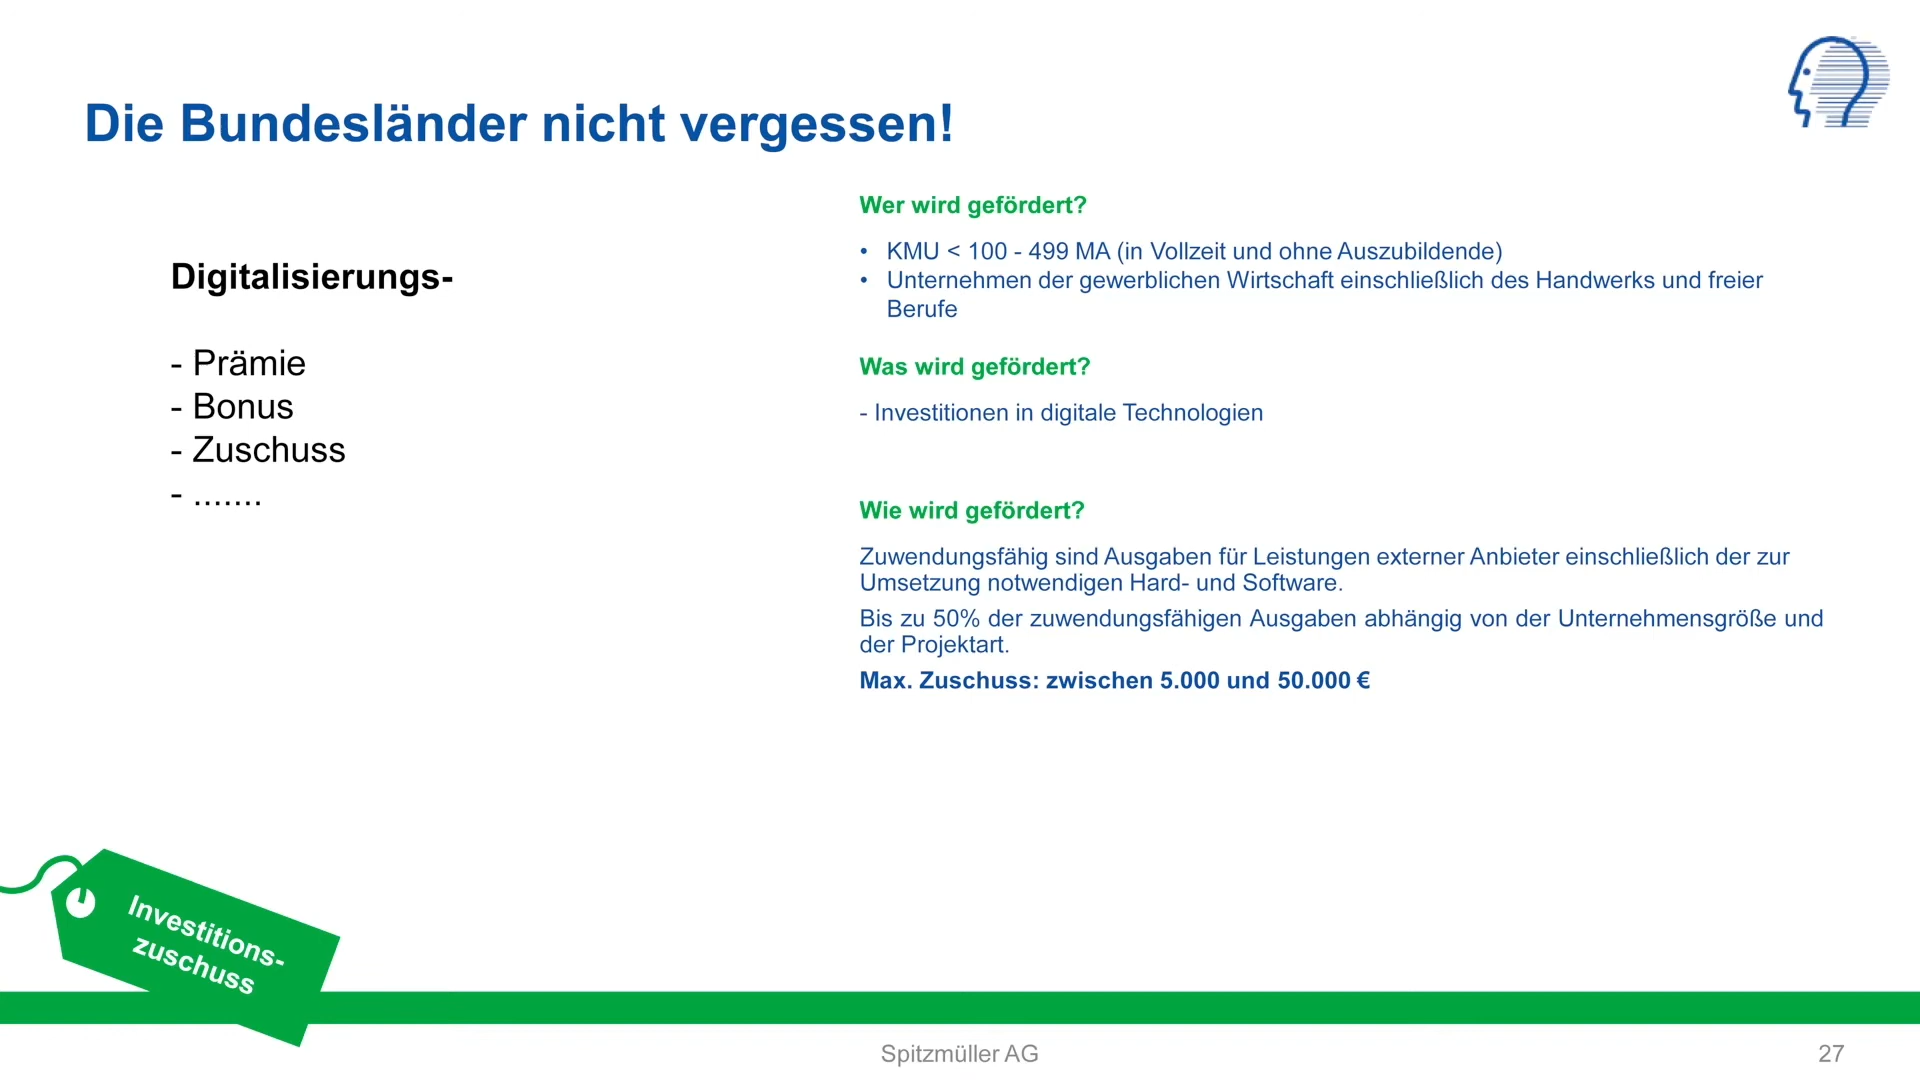 Die Bundesländer nicht vergessen!
Digitalisierungs-
- Prämie
- Bonus
- Zuschuss
- .......
Wer wird gefördert?
• KMU < 100 - 499 MA (in Vollzeit und ohne Auszubildende)
• Unternehmen der gewerblichen Wirtschaft einschließlich des Handwerks und freier
Berufe
Was wird gefördert?
- Investitionen in digitale Technologien
Wie wird gefördert?
Zuwendungsfähig sind Ausgaben für Leistungen externer Anbieter einschließlich der zur
Umsetzung notwendigen Hard- und Software.
Bis zu 50% der zuwendungsfähigen Ausgaben abhängig von der Unternehmensgröße und
der Projektart.
Max. Zuschuss: zwischen 5.000 und 50.000 €
Investitions-
zuschuss
Spitzmüller AG
27